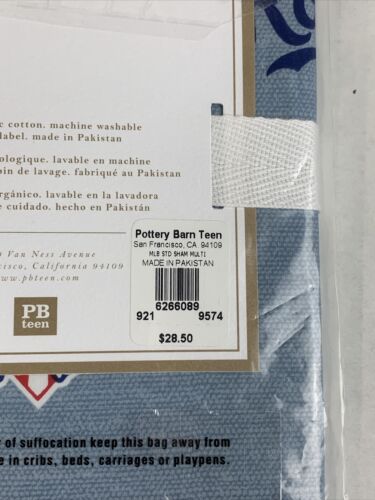 c cotton. machine washable
label. made in Pakistan
ologique. lavable en machine
pin de lavage. fabriqué au Pakistan
rgánico. lavable en la lavadora
e cuidado. hecho en Pakistán
Van Ness Avenue
cisco, California 94109
www.pbteen.com
PB
teen
Pottery Barn Teen
San Francisco, CA. 94109
MLB STD SHAM MULTI
MADE IN PAKISTAN
6266089
921 9574
$28.50
r of suffocation keep this bag away from
e in cribs, beds, carriages or playpens.